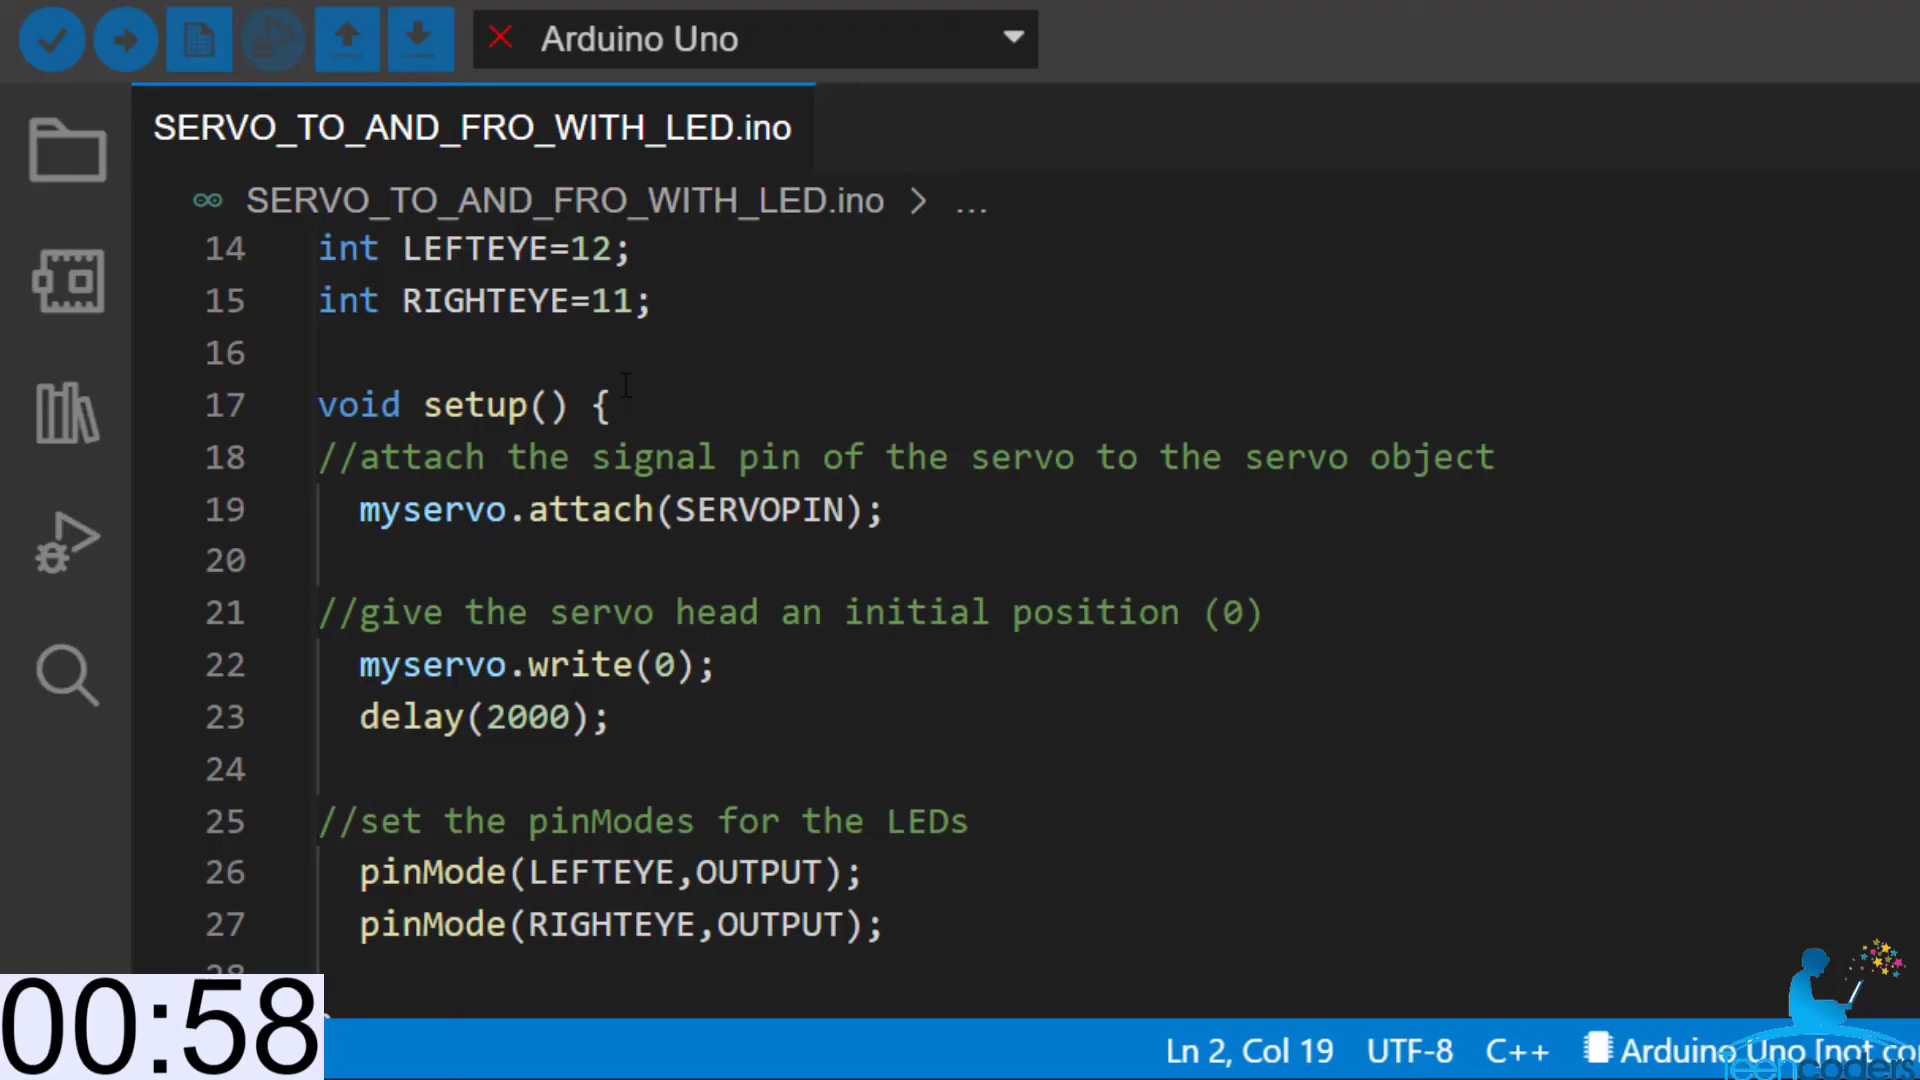 Arduino Uno
SERVO_TO_AND_FRO_WITH_LED.ino
SERVO_TO_AND_FRO_WITH_LED.ino > ...
14 int LEFTEYE=12;
15 int RIGHTEYE=11;
16
17 void setup() {
18 //attach the signal pin of the servo to the servo object
19 myservo.attach(SERVOPIN);
20
21 //give the servo head an initial position (0)
22 myservo.write(0);
23 delay(2000);
24
25 //set the pinModes for the LEDs
26 pinMode(LEFTEYE,OUTPUT);
27 pinMode(RIGHTEYE,OUTPUT);
28
00:58
Ln 2, Col 19 UTF-8 C++ Arduino Uno [not co
teencoders